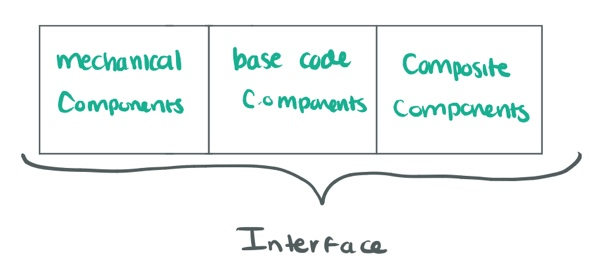 mechanical
Components
base code
Components
Composite
Components
Interface